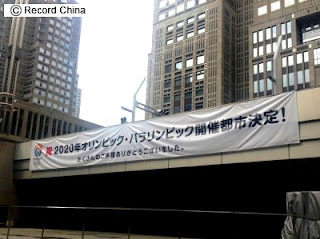 © Record China
祝 2020年オリンピック・パラリンピック開催都市決定!
たくさんのご声援ありがとうございました。